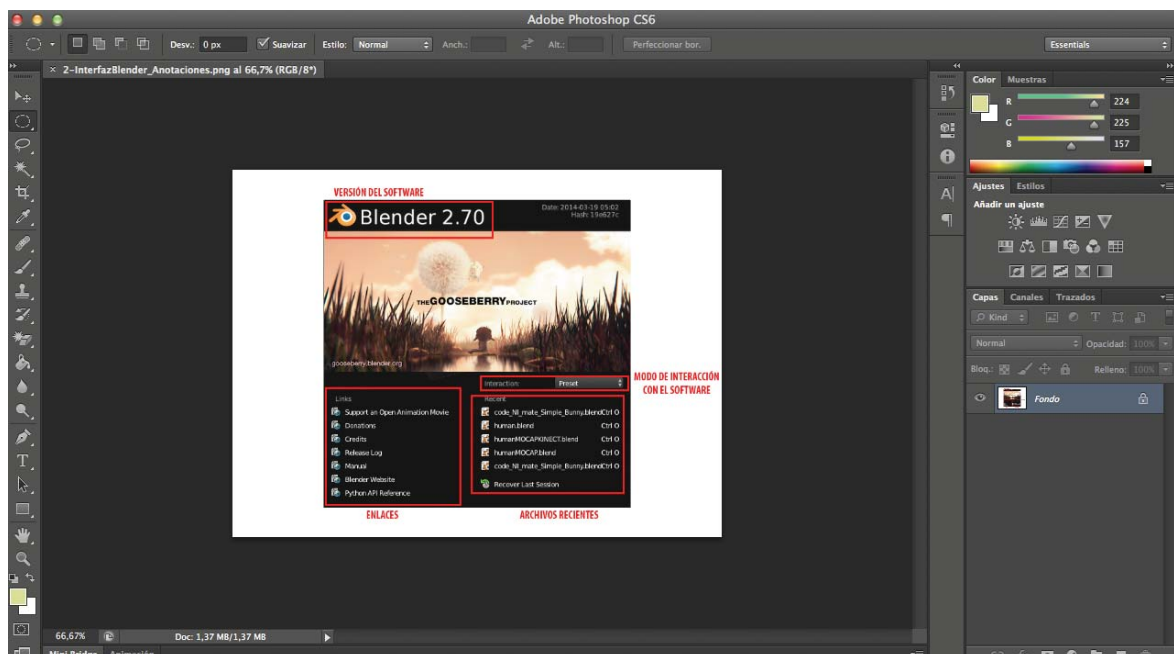 Adobe Photoshop CS6
Desv.: 0 px Suavizar Estilo: Normal Anch.: Alt.: Perfeccionar bor. Essentials
× 2-InterfazBlender_Anotaciones.png al 66,7% (RGB/8*)
Color Muestras
R 224
G 225
B 157
Ajustes Estilos
Añadir un ajuste
Capas Canales Trazados
Kind
Normal Opacidad: 100%
Bloq.: Relleno: 100%
Fondo
VERSIÓN DEL SOFTWARE
Blender 2.70
Date: 2014-03-19 05:02
Hash: 19e627c
THE GOOSEBERRY PROJECT
gooseberry.blender.org
Interaction: Preset
MODO DE INTERACCIÓN
CON EL SOFTWARE
Links
Support an Open Animation Movie
Donations
Credits
Release Log
Manual
Blender Website
Python API Reference
Recent
code_NI_mate_Simple_Bunny.blendCtrl O
human.blend Ctrl O
humanMOCAPKINECT.blend Ctrl O
humanMOCAP.blend Ctrl O
code_NI_mate_Simple_Bunny.blendCtrl O
Recover Last Session
ENLACES
ARCHIVOS RECIENTES
66,67% Doc: 1,37 MB/1,37 MB
Mini Bridge Animación